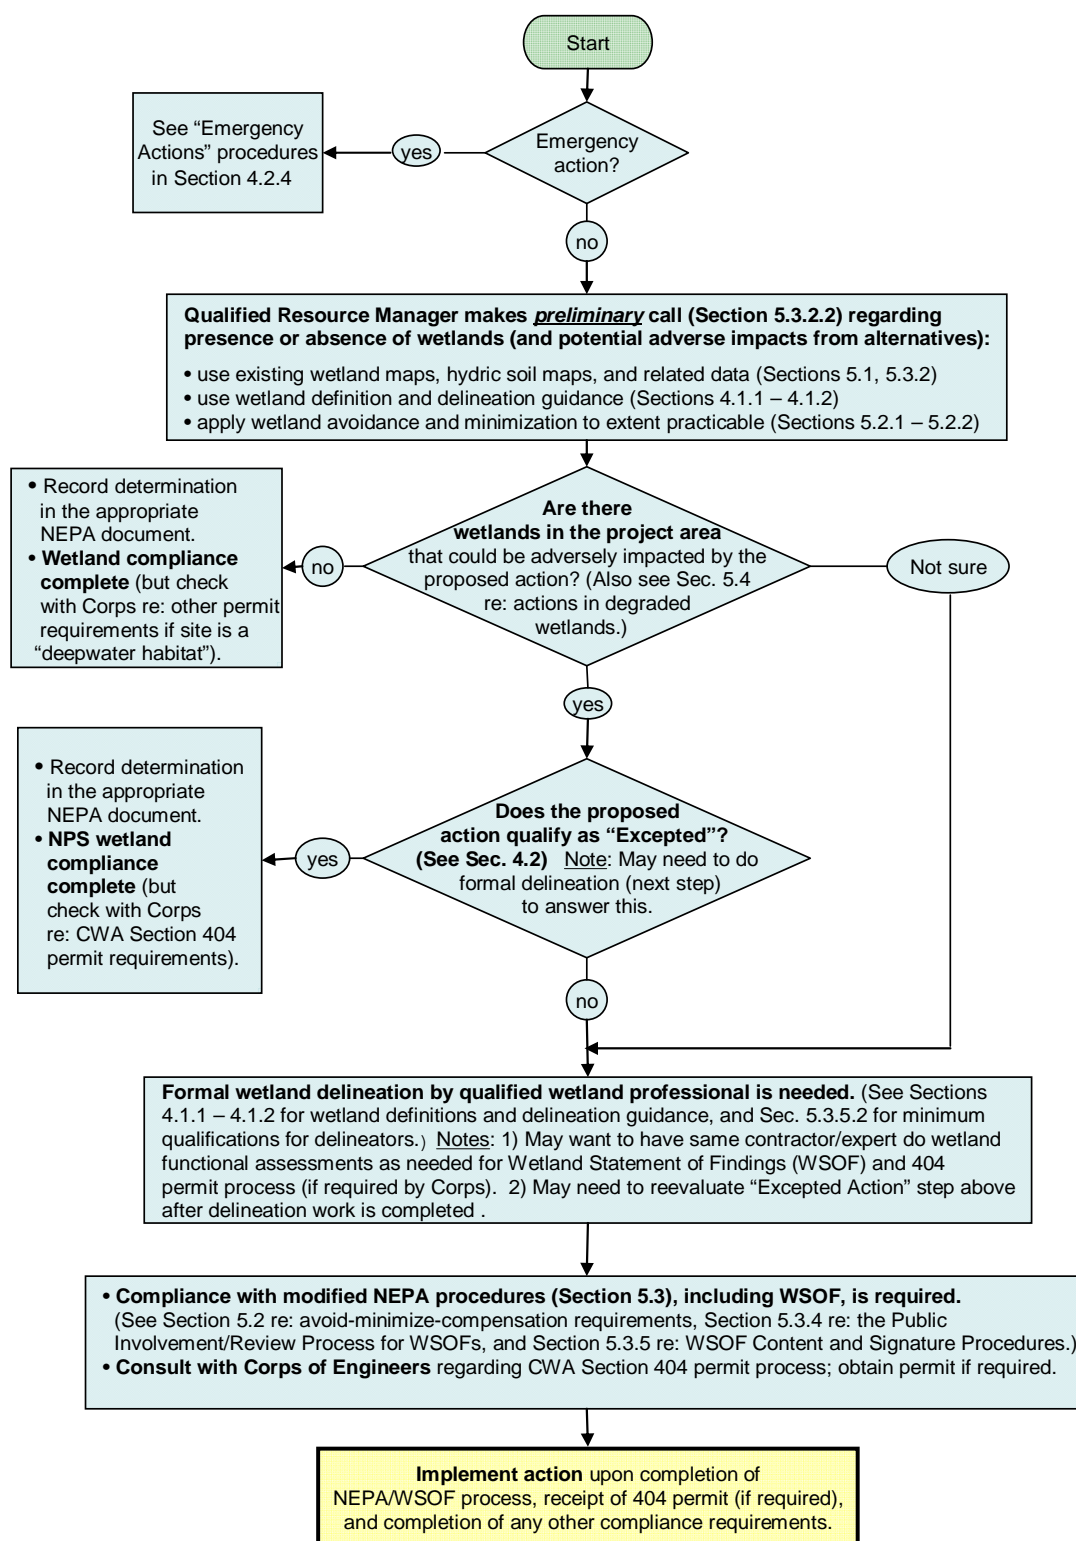 Start
Emergency
action?
yes
See “Emergency
Actions” procedures
in Section 4.2.4
no
Qualified Resource Manager makes preliminary call (Section 5.3.2.2) regarding
presence or absence of wetlands (and potential adverse impacts from alternatives):
• use existing wetland maps, hydric soil maps, and related data (Sections 5.1, 5.3.2)
• use wetland definition and delineation guidance (Sections 4.1.1 – 4.1.2)
• apply wetland avoidance and minimization to extent practicable (Sections 5.2.1 – 5.2.2)
Are there
wetlands in the project area
that could be adversely impacted by the
proposed action? (Also see Sec. 5.4
re: actions in degraded
wetlands.)
no
• Record determination
in the appropriate
NEPA document.
• Wetland compliance
complete (but check
with Corps re: other permit
requirements if site is a
“deepwater habitat”).
Not sure
yes
Does the proposed
action qualify as “Excepted”?
(See Sec. 4.2) Note: May need to do
formal delineation (next step)
to answer this.
yes
• Record determination
in the appropriate
NEPA document.
• NPS wetland
compliance
complete (but
check with Corps
re: CWA Section 404
permit requirements).
no
Formal wetland delineation by qualified wetland professional is needed. (See Sections
4.1.1 – 4.1.2 for wetland definitions and delineation guidance, and Sec. 5.3.5.2 for minimum
qualifications for delineators.) Notes: 1) May want to have same contractor/expert do wetland
functional assessments as needed for Wetland Statement of Findings (WSOF) and 404
permit process (if required by Corps). 2) May need to reevaluate “Excepted Action” step above
after delineation work is completed .
• Compliance with modified NEPA procedures (Section 5.3), including WSOF, is required.
(See Section 5.2 re: avoid-minimize-compensation requirements, Section 5.3.4 re: the Public
Involvement/Review Process for WSOFs, and Section 5.3.5 re: WSOF Content and Signature Procedures.)
• Consult with Corps of Engineers regarding CWA Section 404 permit process; obtain permit if required.
Implement action upon completion of
NEPA/WSOF process, receipt of 404 permit (if required),
and completion of any other compliance requirements.